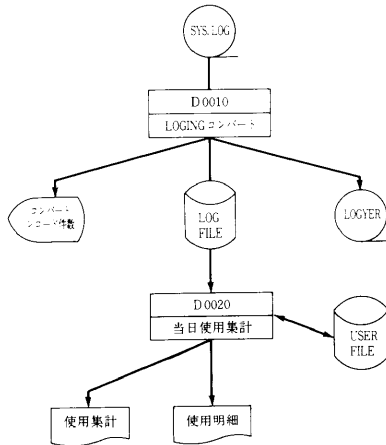 SYS.LOG
D0010
LOGINGコンバート
コンバート
レコード件数
LOG
FILE
LOGYER
D0020
当日使用集計
USER
FILE
使用集計
使用明細